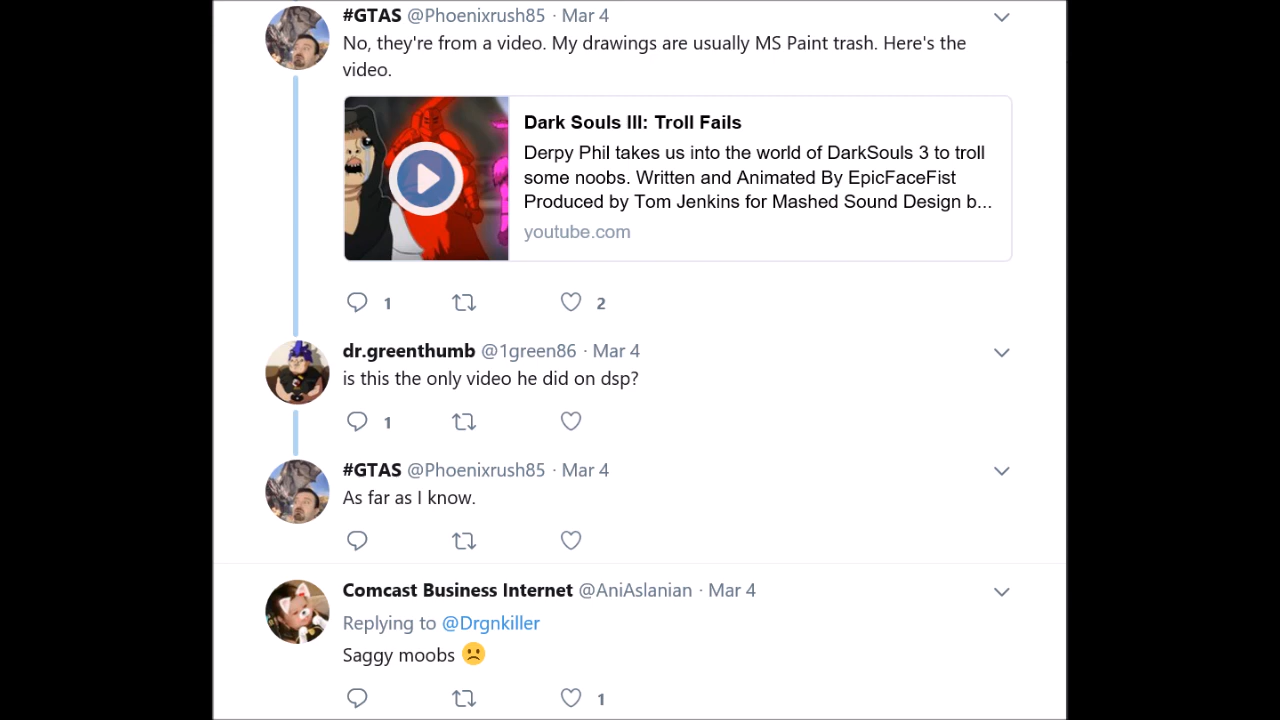 #GTAS @Phoenixrush85 · Mar 4
No, they're from a video. My drawings are usually MS Paint trash. Here's the
video.
Dark Souls III: Troll Fails
Derpy Phil takes us into the world of DarkSouls 3 to troll
some noobs. Written and Animated By EpicFaceFist
Produced by Tom Jenkins for Mashed Sound Design b...
youtube.com
1 2
dr.greenthumb @1green86 · Mar 4
is this the only video he did on dsp?
1
#GTAS @Phoenixrush85 · Mar 4
As far as I know.
Comcast Business Internet @AniAslanian · Mar 4
Replying to @Drgnkiller
Saggy moobs 🙁
1